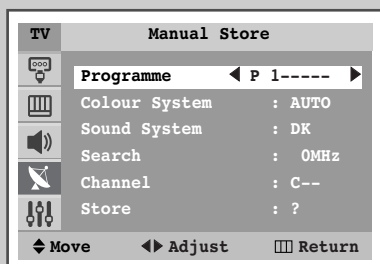 TV Manual Store
Programme ◀ P 1----- ▶
Colour System : AUTO
Sound System : DK
Search : 0MHz
Channel : C--
Store : ?
Move Adjust Return